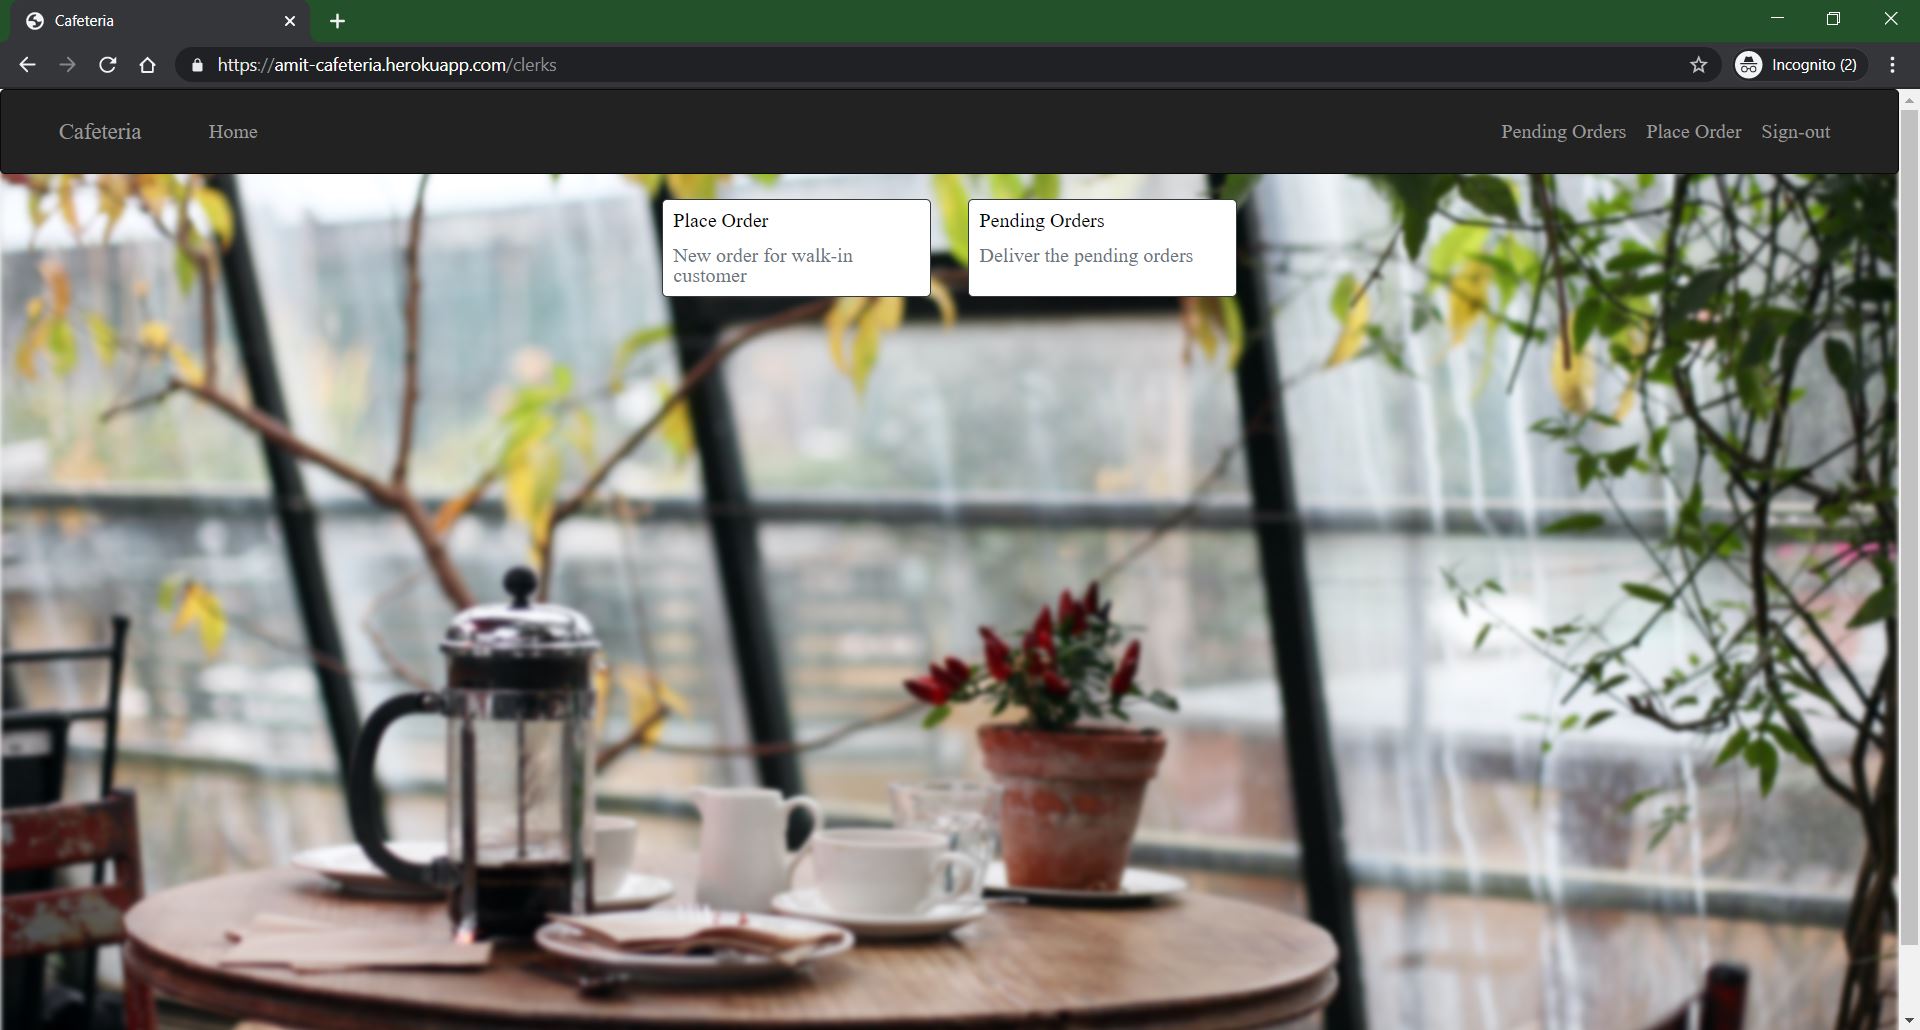 Cafeteria
https://amit-cafeteria.herokuapp.com/clerks
Incognito (2)
Cafeteria
Home
Pending Orders
Place Order
Sign-out
Place Order
New order for walk-in
customer
Pending Orders
Deliver the pending orders